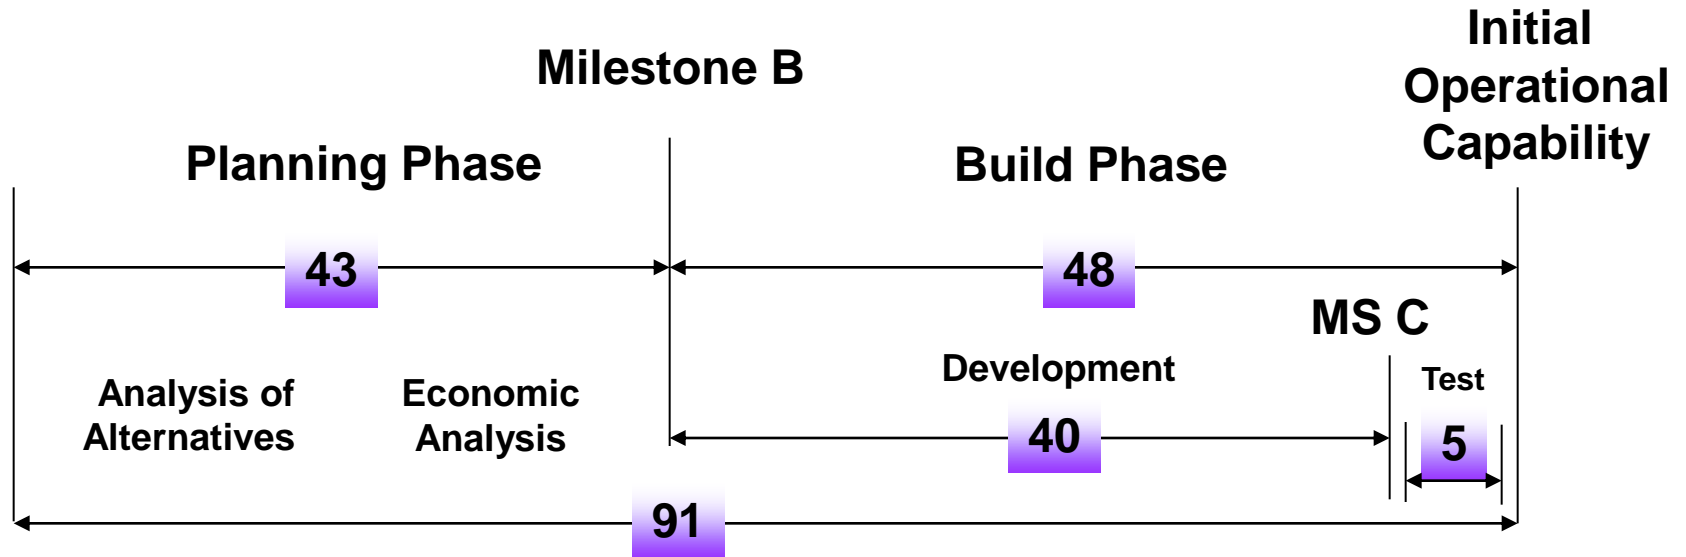 Initial
Operational
Capability
Milestone B
Planning Phase
Build Phase
43
48
MS C
Development
Test
Analysis of
Alternatives
Economic
Analysis
40
5
91